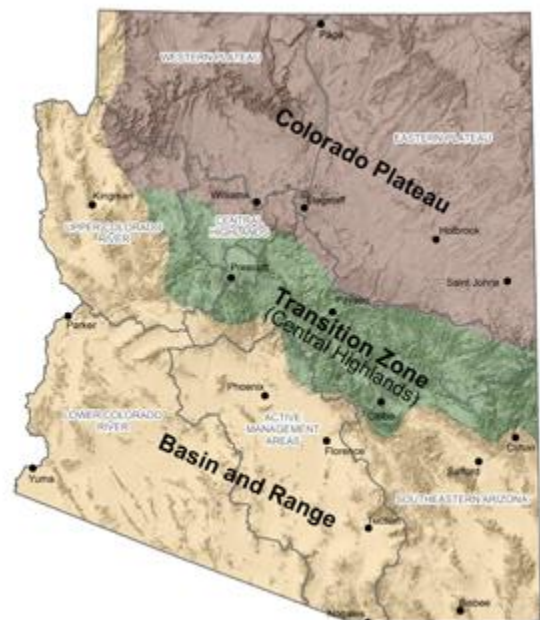 Page
WESTERN PLATEAU
Colorado Plateau
EASTERN PLATEAU
Kingman
Williams
Flagstaff
UPPER COLORADO
RIVER
CENTRAL
HIGHLANDS
Holbrook
Prescott
Saint Johns
Payson
Transition Zone
(Central Highlands)
Parker
Phoenix
Globe
LOWER COLORADO
RIVER
ACTIVE
MANAGEMENT
AREAS
Florence
Clifton
Basin and Range
Safford
Yuma
SOUTHEASTERN ARIZONA
Tucson
Nogales
Bisbee